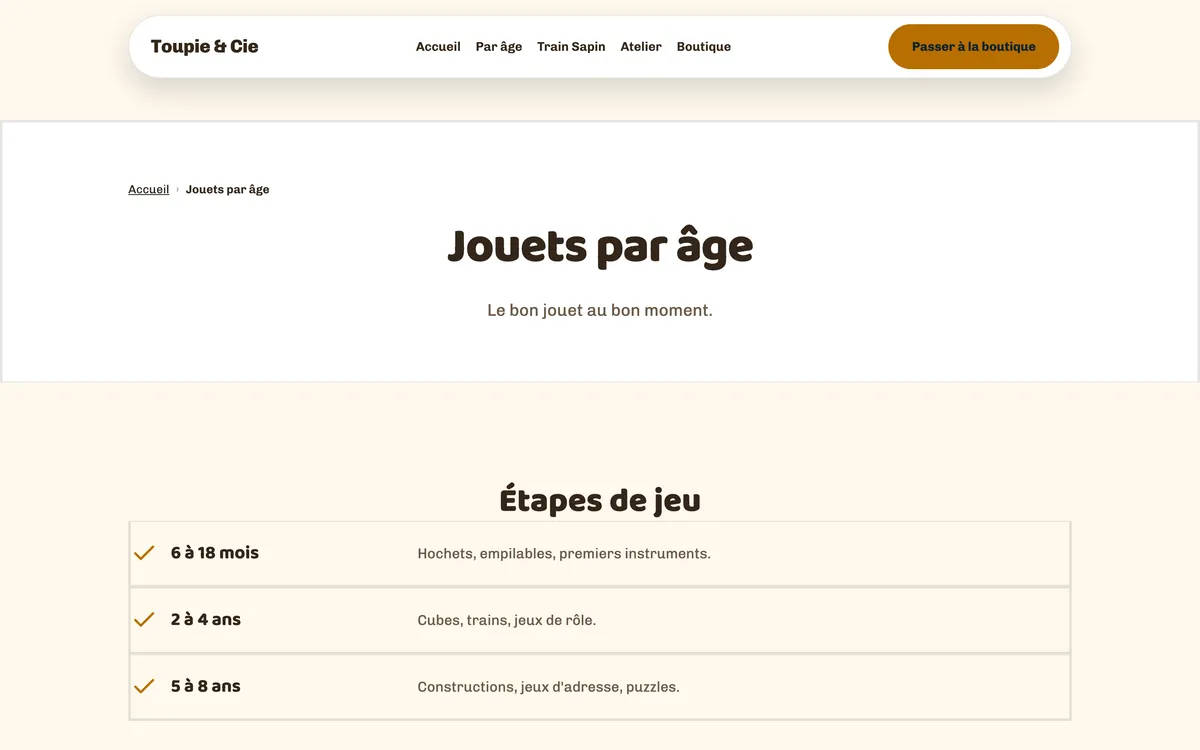 Toupie & Cie
Accueil Par âge Train Sapin Atelier Boutique
Passer à la boutique
Accueil › Jouets par âge
Jouets par âge
Le bon jouet au bon moment.
Étapes de jeu
6 à 18 mois
Hochets, empilables, premiers instruments.
2 à 4 ans
Cubes, trains, jeux de rôle.
5 à 8 ans
Constructions, jeux d'adresse, puzzles.